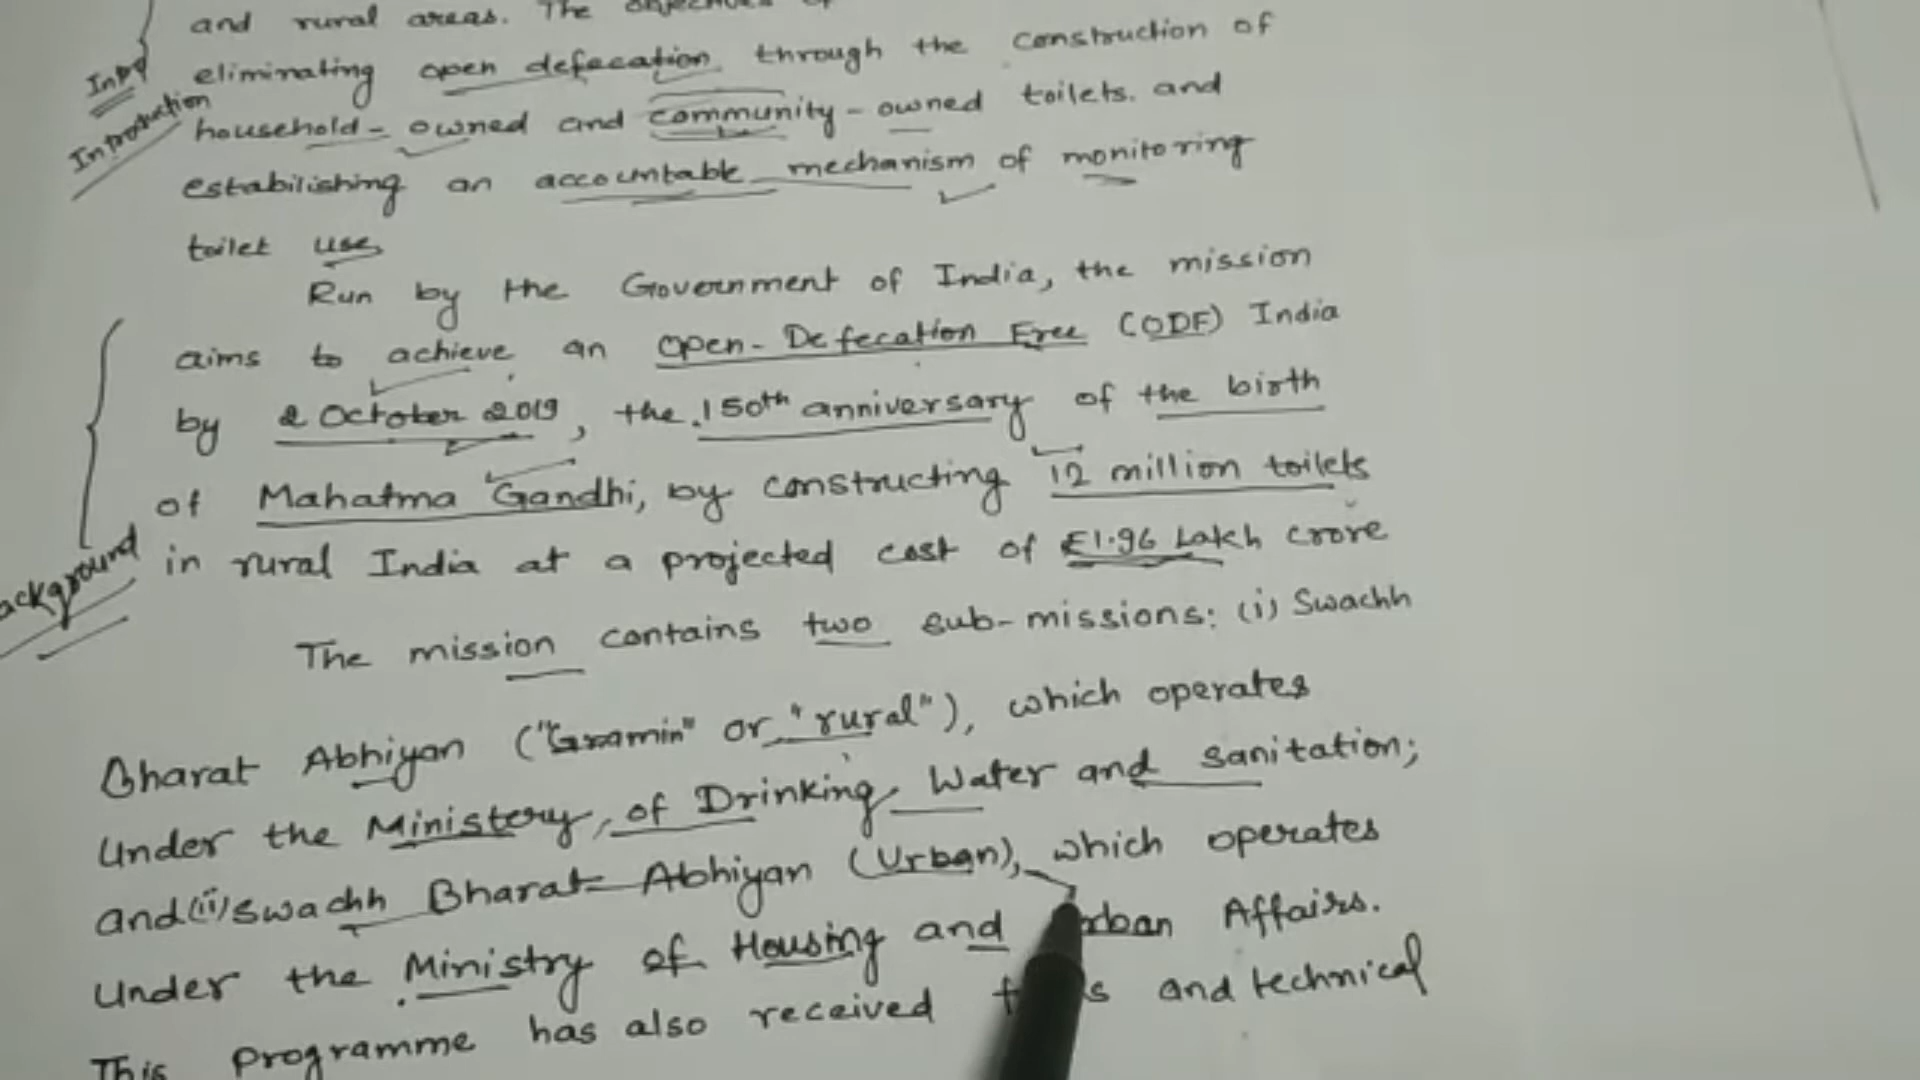 and rural areas. The
eliminating open defecation through the construction of
household-owned and community-owned toilets. and
estabilishing an accountable mechanism of monitoring
toilet use
Introduction
Run by the Government of India, the mission
aims to achieve an Open-Defecation Free (ODF) India
by 2 October 2019, the 150th anniversary of the birth
of Mahatma Gandhi, by constructing 12 million toilets
in rural India at a projected cost of ₹1.96 Lakh crore
ackground
The mission contains two sub-missions: (i) Swachh
Bharat Abhiyan ("Gramin" or "rural"), which operates
under the Ministery, of Drinking Water and sanitation;
and (ii) swachh Bharat Abhiyan (Urban), which operates
under the Ministry of Housing and rban Affairs.
This programme has also received and technical